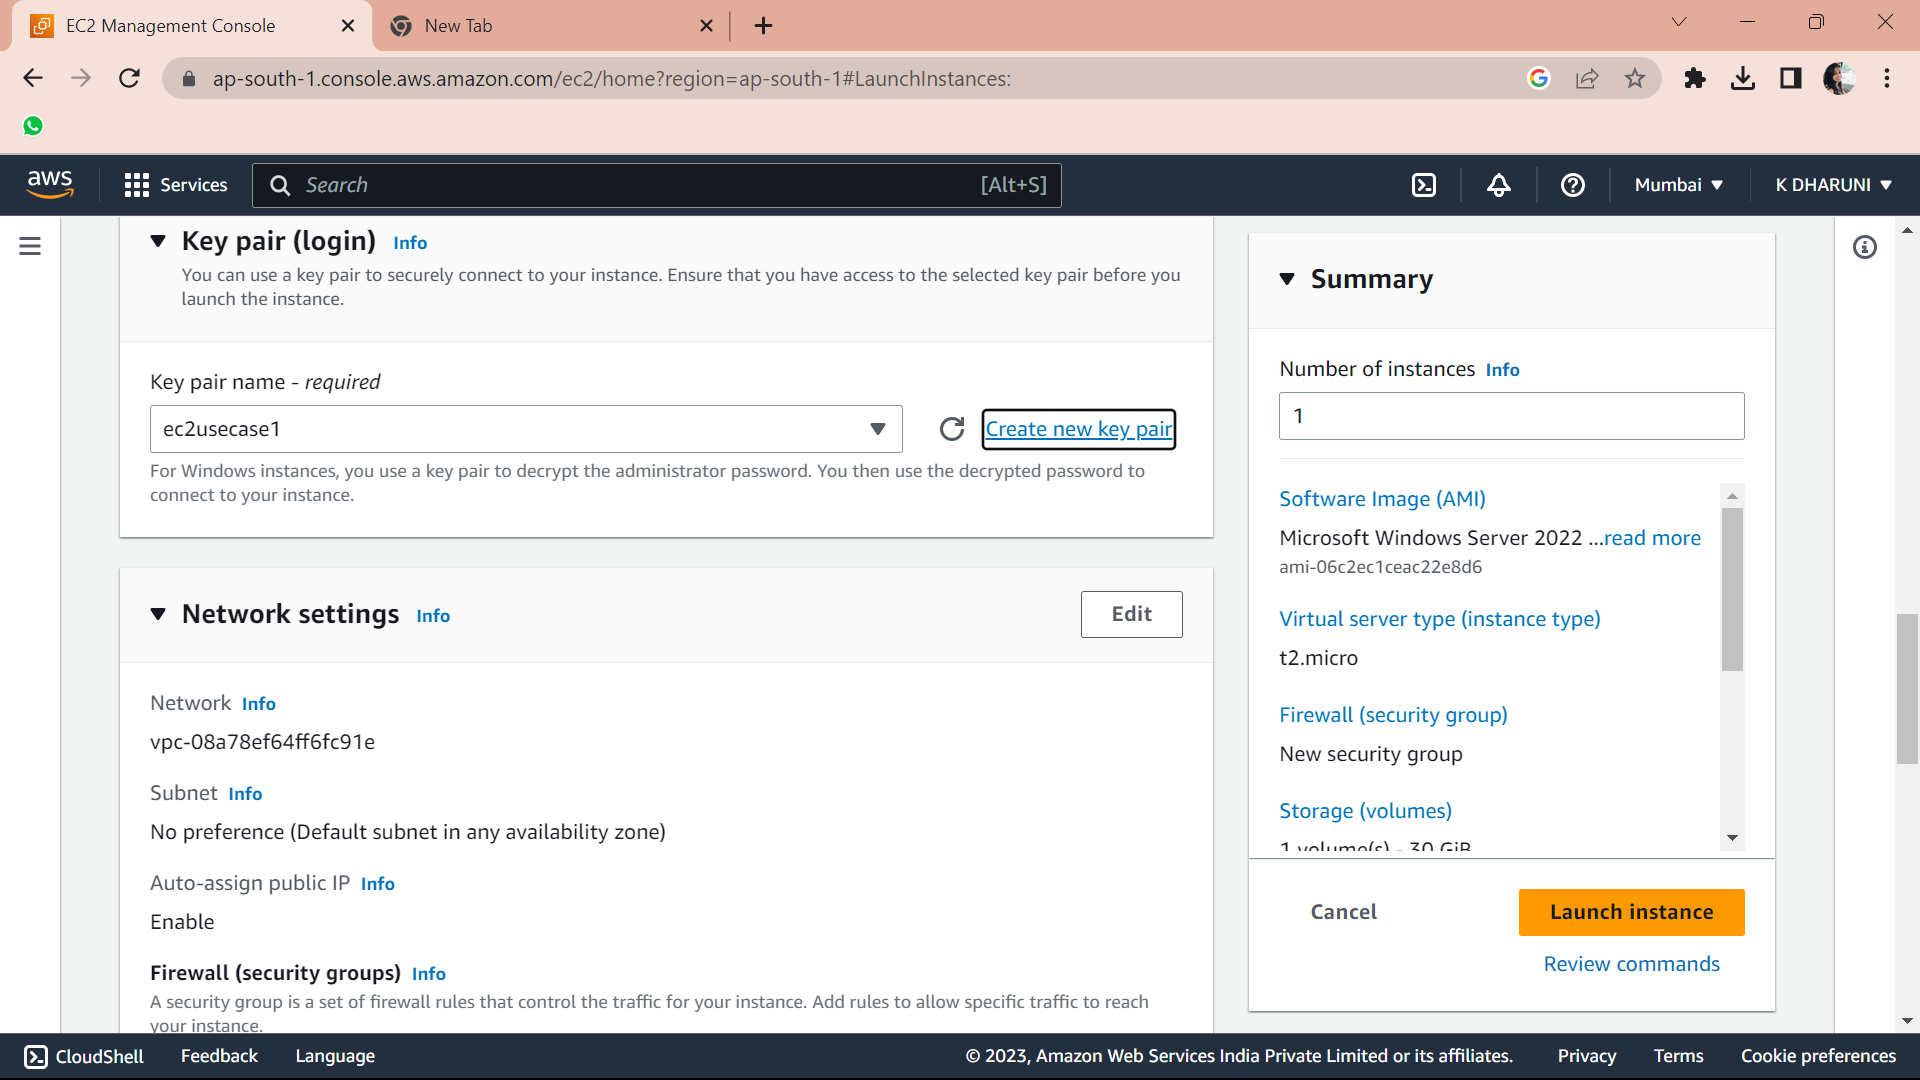 EC2 Management Console
New Tab
ap-south-1.console.aws.amazon.com/ec2/home?region=ap-south-1#LaunchInstances:
aws
Services
Search
[Alt+S]
Mumbai
K DHARUNI
Key pair (login) Info
You can use a key pair to securely connect to your instance. Ensure that you have access to the selected key pair before you
launch the instance.
Key pair name - required
ec2usecase1
Create new key pair
For Windows instances, you use a key pair to decrypt the administrator password. You then use the decrypted password to
connect to your instance.
Network settings Info
Edit
Network Info
vpc-08a78ef64ff6fc91e
Subnet Info
No preference (Default subnet in any availability zone)
Auto-assign public IP Info
Enable
Firewall (security groups) Info
A security group is a set of firewall rules that control the traffic for your instance. Add rules to allow specific traffic to reach
your instance.
Summary
Number of instances Info
1
Software Image (AMI)
Microsoft Windows Server 2022 ...read more
ami-06c2ec1ceac22e8d6
Virtual server type (instance type)
t2.micro
Firewall (security group)
New security group
Storage (volumes)
1 volume(s) - 30 GiB
Cancel
Launch instance
Review commands
CloudShell
Feedback
Language
© 2023, Amazon Web Services India Private Limited or its affiliates.
Privacy
Terms
Cookie preferences